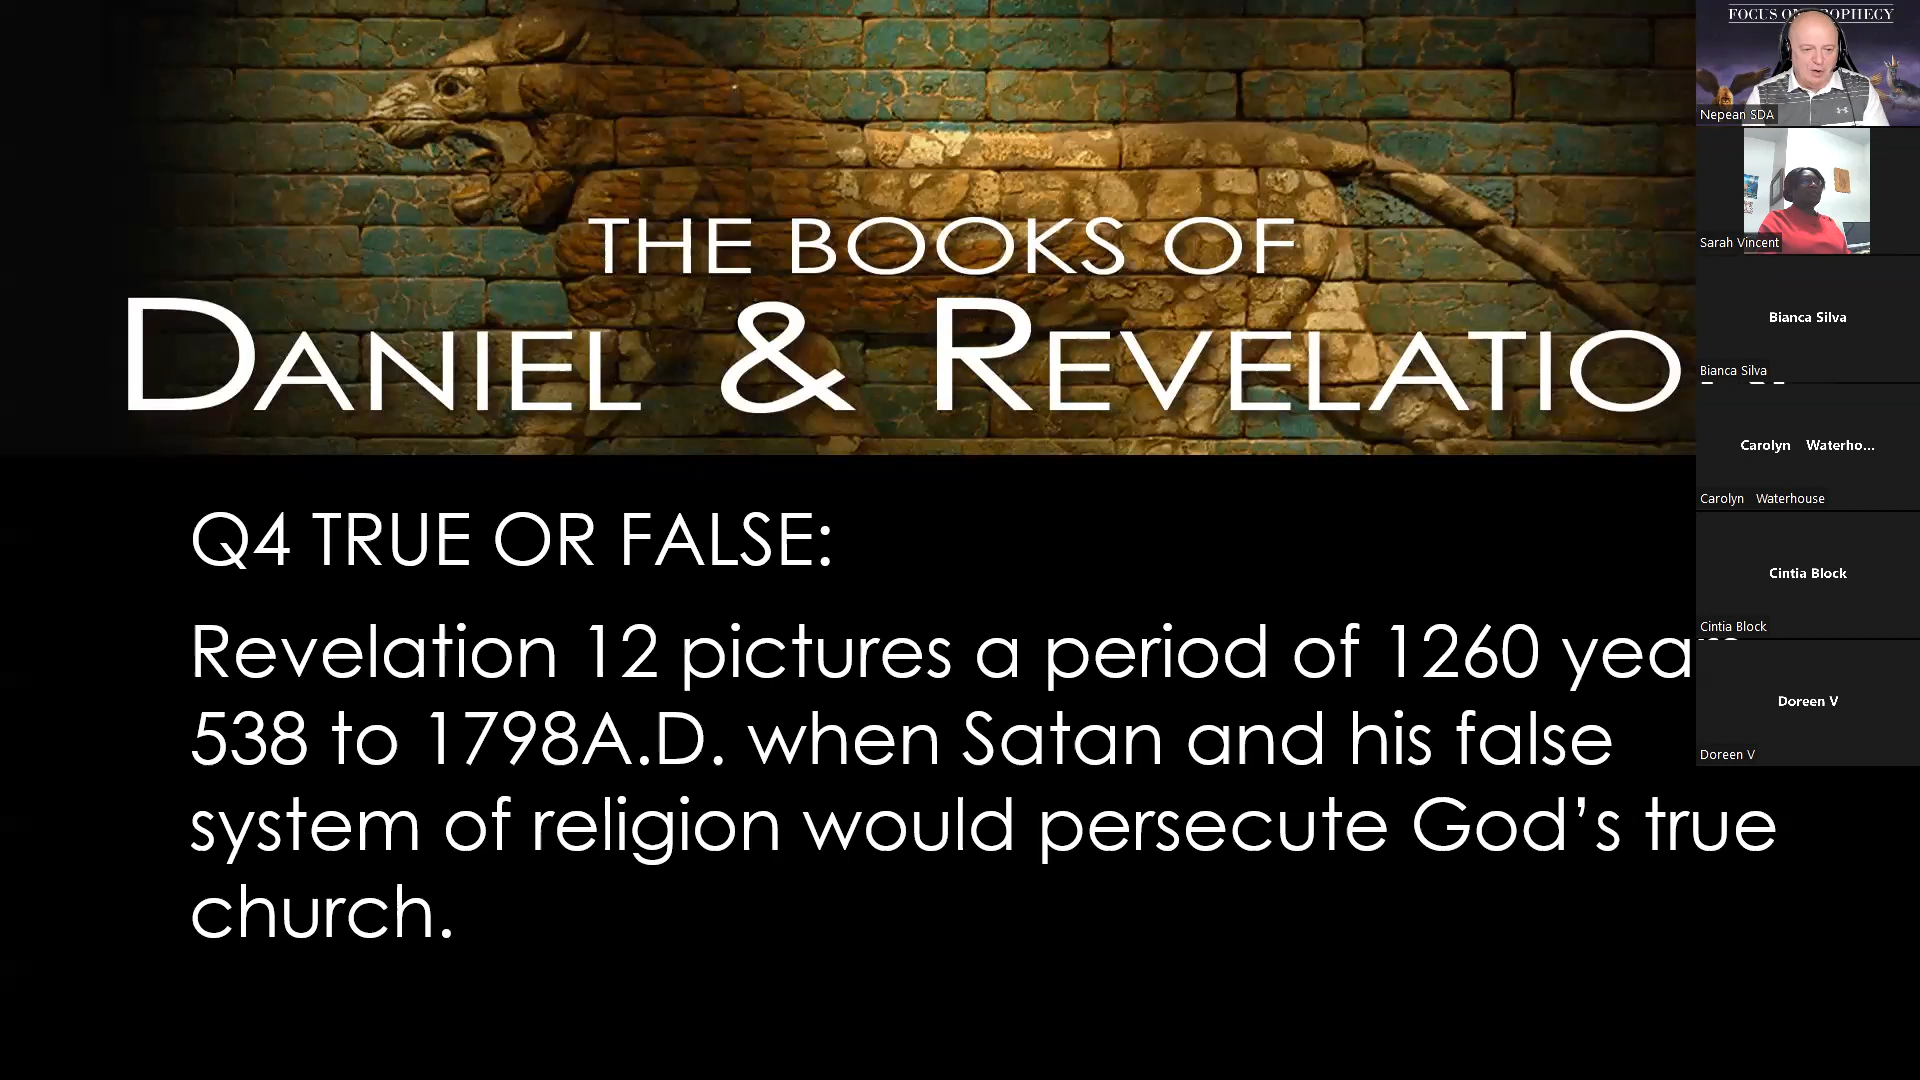 THE BOOKS OF
DANIEL & REVELATIO
Q4 TRUE OR FALSE:
Revelation 12 pictures a period of 1260 yea
538 to 1798A.D. when Satan and his false
system of religion would persecute God’s true
church.
FOCUS ON PROPHECY
Nepean SDA
Sarah Vincent
Bianca Silva
Bianca Silva
Carolyn Waterho...
Carolyn Waterhouse
Cintia Block
Cintia Block
Doreen V
Doreen V